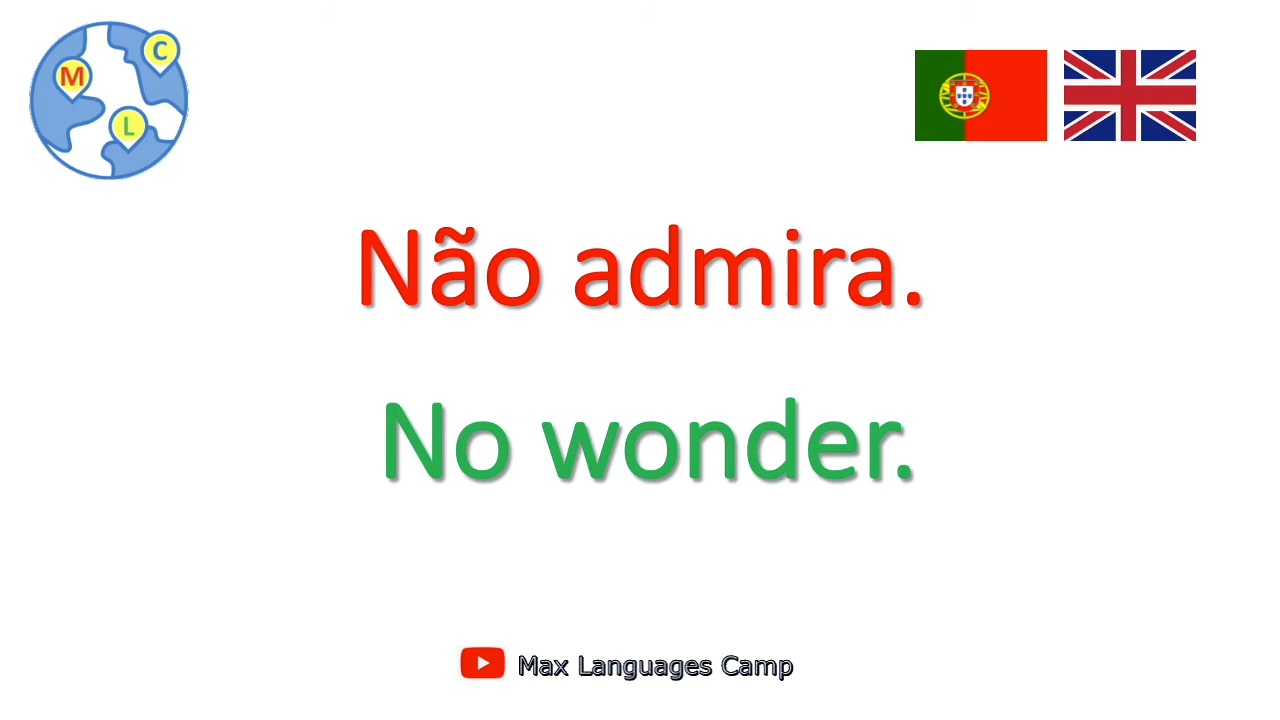 C
M
L
Não admira.
No wonder.
Max Languages Camp